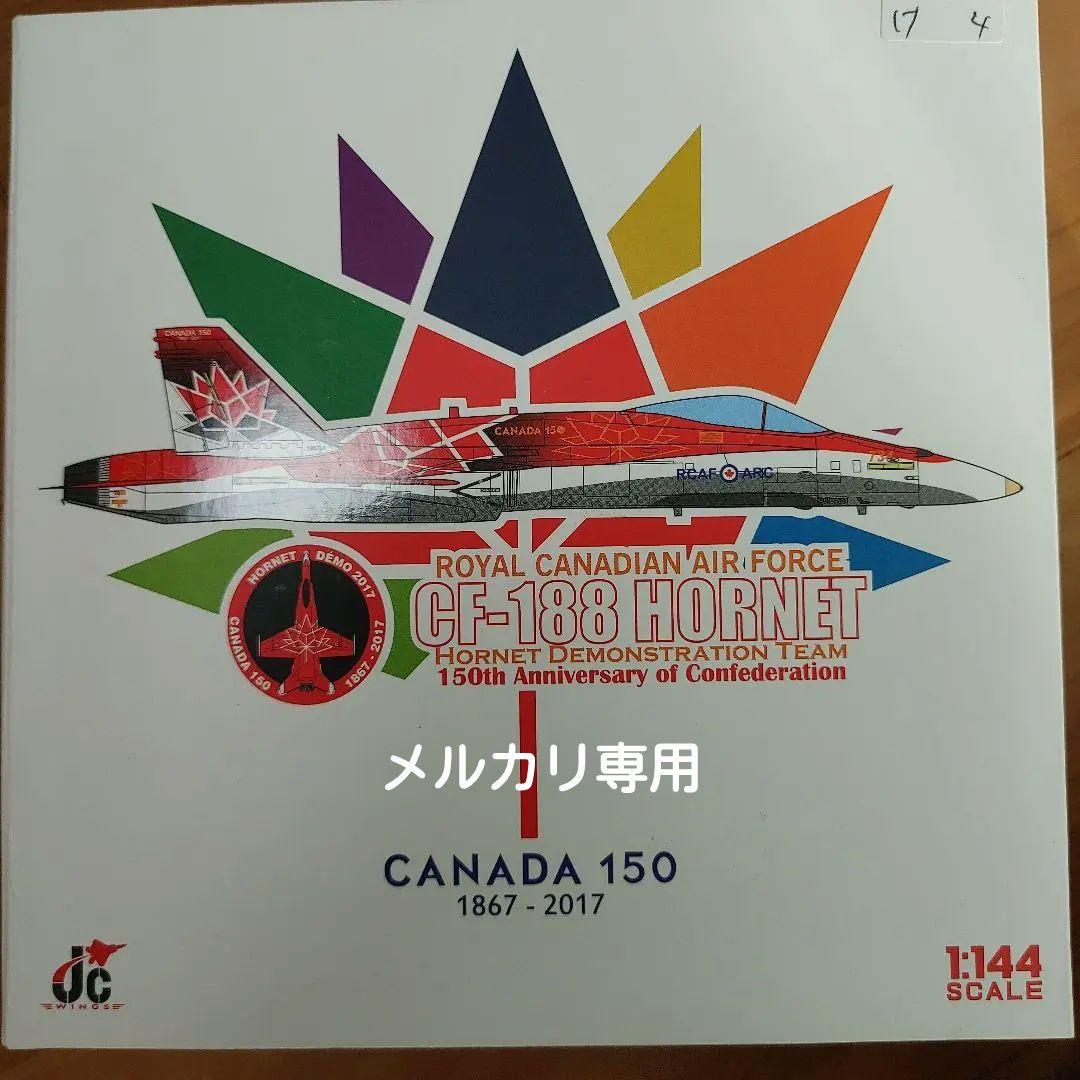 17 4
CANADA 150
CANADA 150
RCAF ARC
HORNET DÉMO 2017
CANADA 150
1867 - 2017
ROYAL CANADIAN AIR FORCE
CF-188 HORNET
HORNET DEMONSTRATION TEAM
150th Anniversary of Confederation
メルカリ専用
CANADA 150
1867 - 2017
JC
WINGS
1:144
SCALE